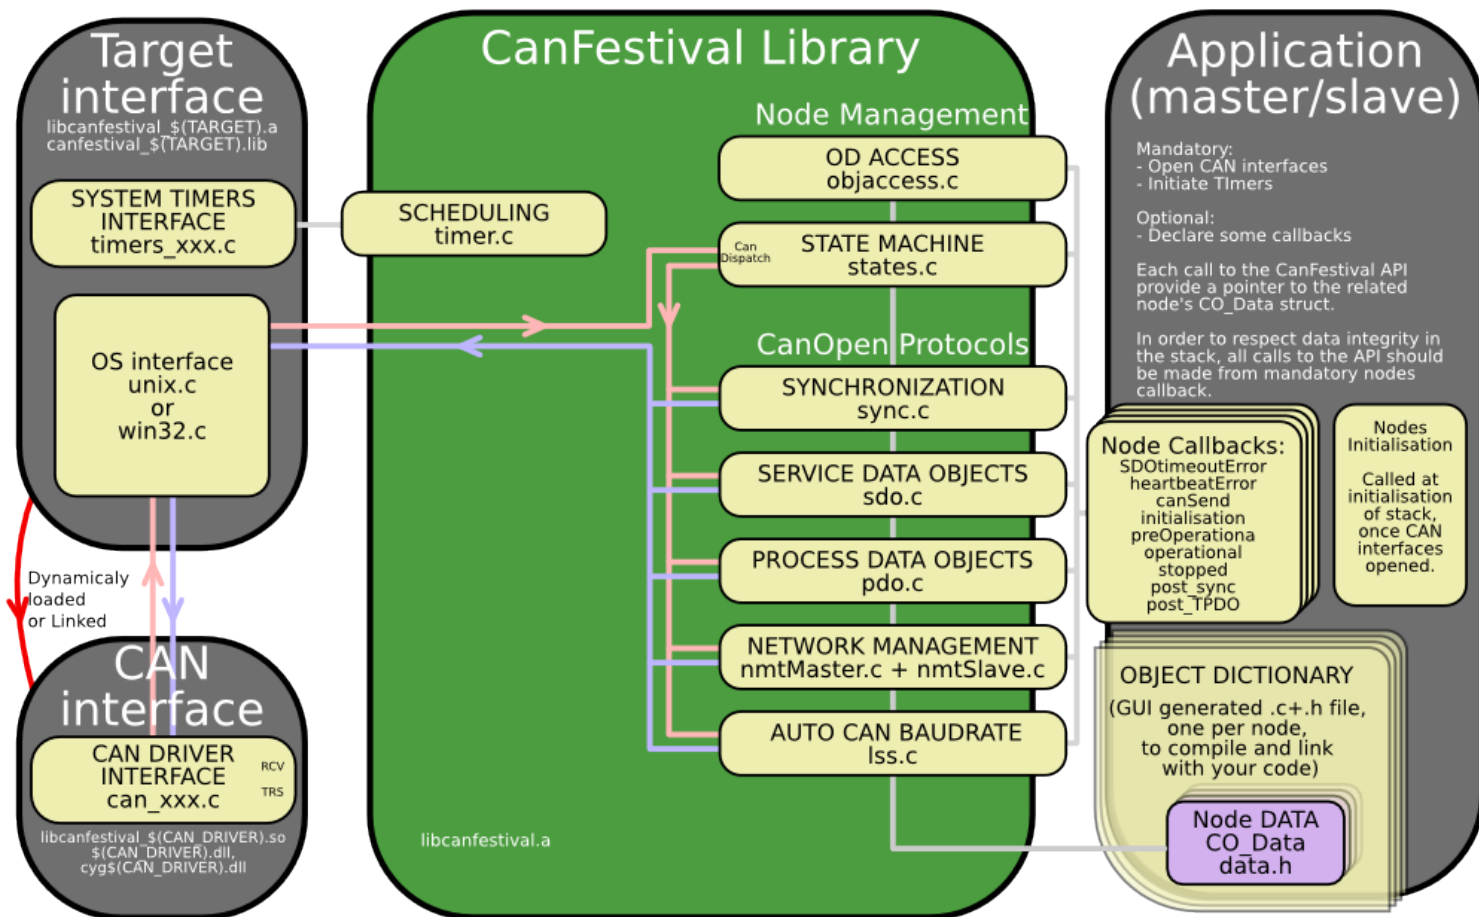 Target
interface
libcanfestival_$(TARGET).a
canfestival_$(TARGET).lib
SYSTEM TIMERS
INTERFACE
timers_xxx.c
OS interface
unix.c
or
win32.c
Dynamicaly
loaded
or Linked
CAN
interface
CAN DRIVER
INTERFACE
can_xxx.c
RCV
TRS
libcanfestival_$(CAN_DRIVER).so
$(CAN_DRIVER).dll,
cyg$(CAN_DRIVER).dll
CanFestival Library
SCHEDULING
timer.c
Node Management
OD ACCESS
objaccess.c
Can
Dispatch
STATE MACHINE
states.c
CanOpen Protocols
SYNCHRONIZATION
sync.c
SERVICE DATA OBJECTS
sdo.c
PROCESS DATA OBJECTS
pdo.c
NETWORK MANAGEMENT
nmtMaster.c + nmtSlave.c
AUTO CAN BAUDRATE
lss.c
libcanfestival.a
Application
(master/slave)
Mandatory:
- Open CAN interfaces
- Initiate TImers
Optional:
- Declare some callbacks
Each call to the CanFestival API
provide a pointer to the related
node's CO_Data struct.
In order to respect data integrity in
the stack, all calls to the API should
be made from mandatory nodes
callback.
Node Callbacks:
SDOtimeoutError
heartbeatError
canSend
initialisation
preOperationa
operational
stopped
post_sync
post_TPDO
Nodes
Initialisation
Called at
initialisation
of stack,
once CAN
interfaces
opened.
OBJECT DICTIONARY
(GUI generated .c+.h file,
one per node,
to compile and link
with your code)
Node DATA
CO_Data
data.h